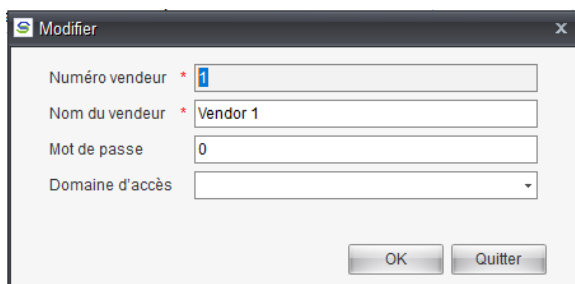 Modifier x
Numéro vendeur * 1
Nom du vendeur * Vendor 1
Mot de passe 0
Domaine d'accès
OK Quitter